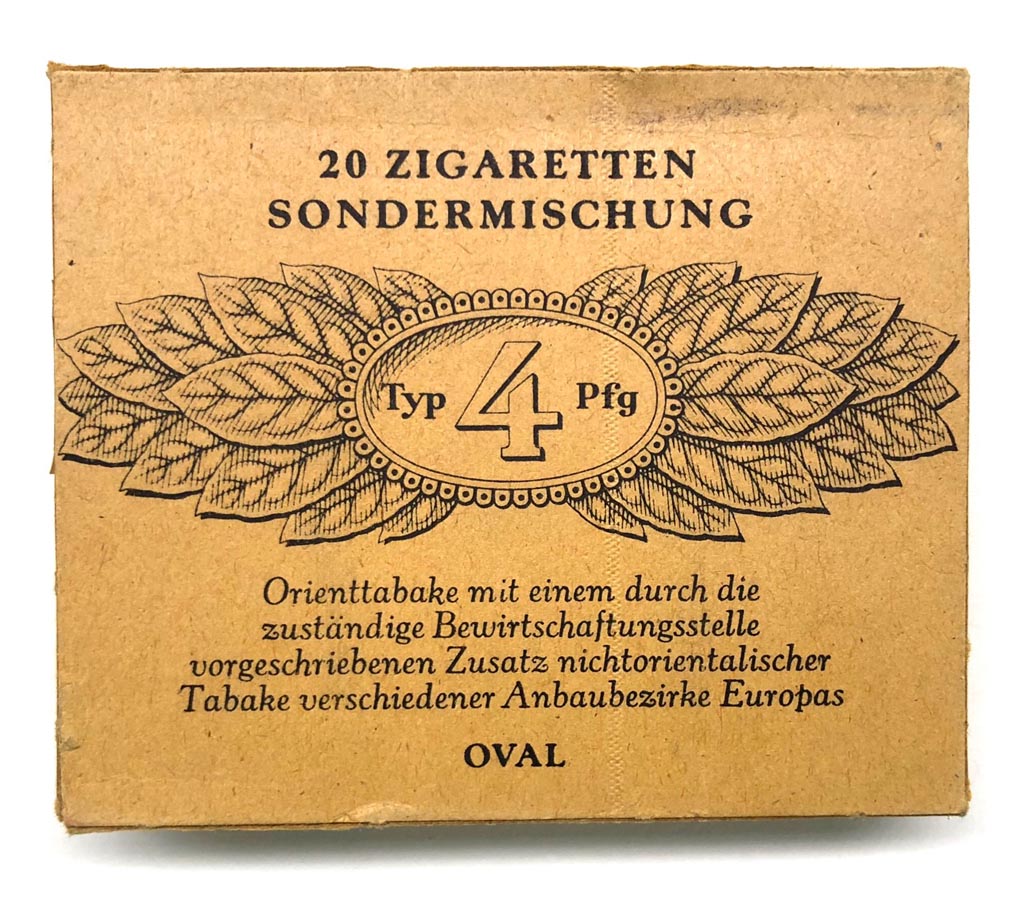 20 ZIGARETTEN
SONDERMISCHUNG
Typ 4 Pfg
Orienttabake mit einem durch die
zuständige Bewirtschaftungsstelle
vorgeschriebenen Zusatz nichtorientalischer
Tabake verschiedener Anbaubezirke Europas
OVAL